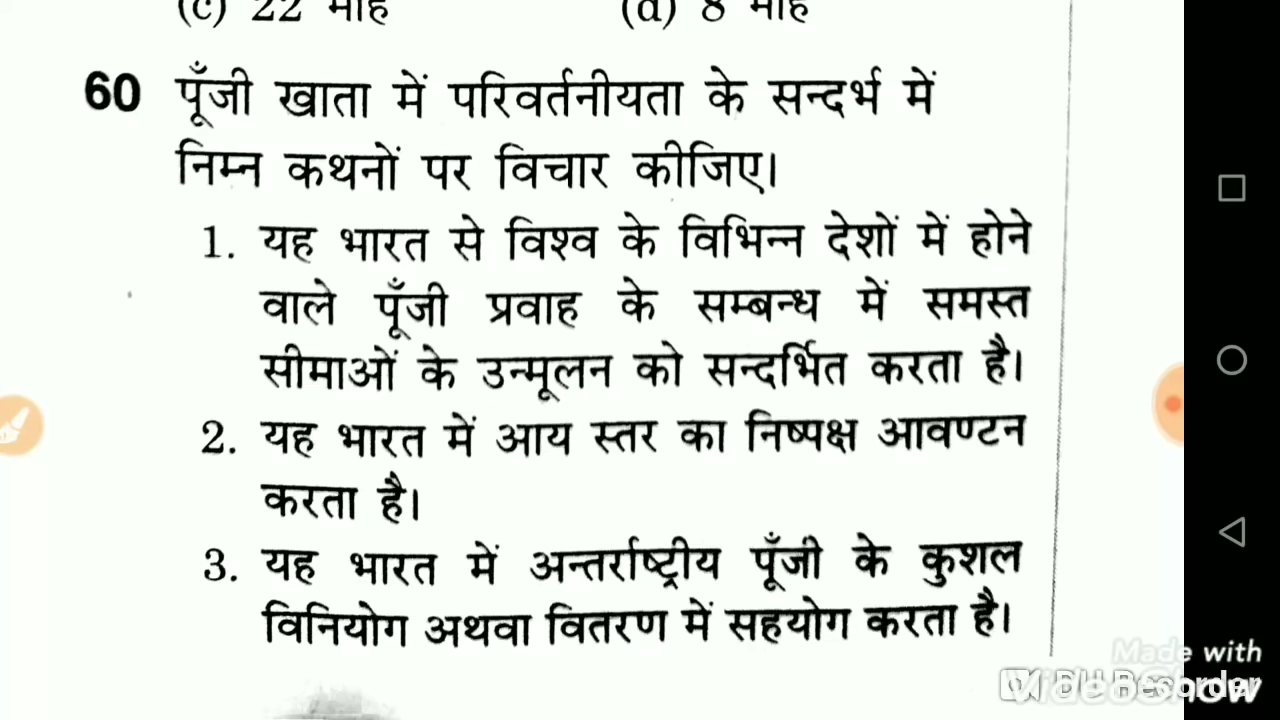 (c) 22 माह (d) 8 माह
60 पूँजी खाता में परिवर्तनीयता के सन्दर्भ में
निम्न कथनों पर विचार कीजिए।
1. यह भारत से विश्व के विभिन्न देशों में होने
वाले पूँजी प्रवाह के सम्बन्ध में समस्त
सीमाओं के उन्मूलन को सन्दर्भित करता है।
2. यह भारत में आय स्तर का निष्पक्ष आवण्टन
करता है।
3. यह भारत में अन्तर्राष्ट्रीय पूँजी के कुशल
विनियोग अथवा वितरण में सहयोग करता है।
Made with
VideoShow